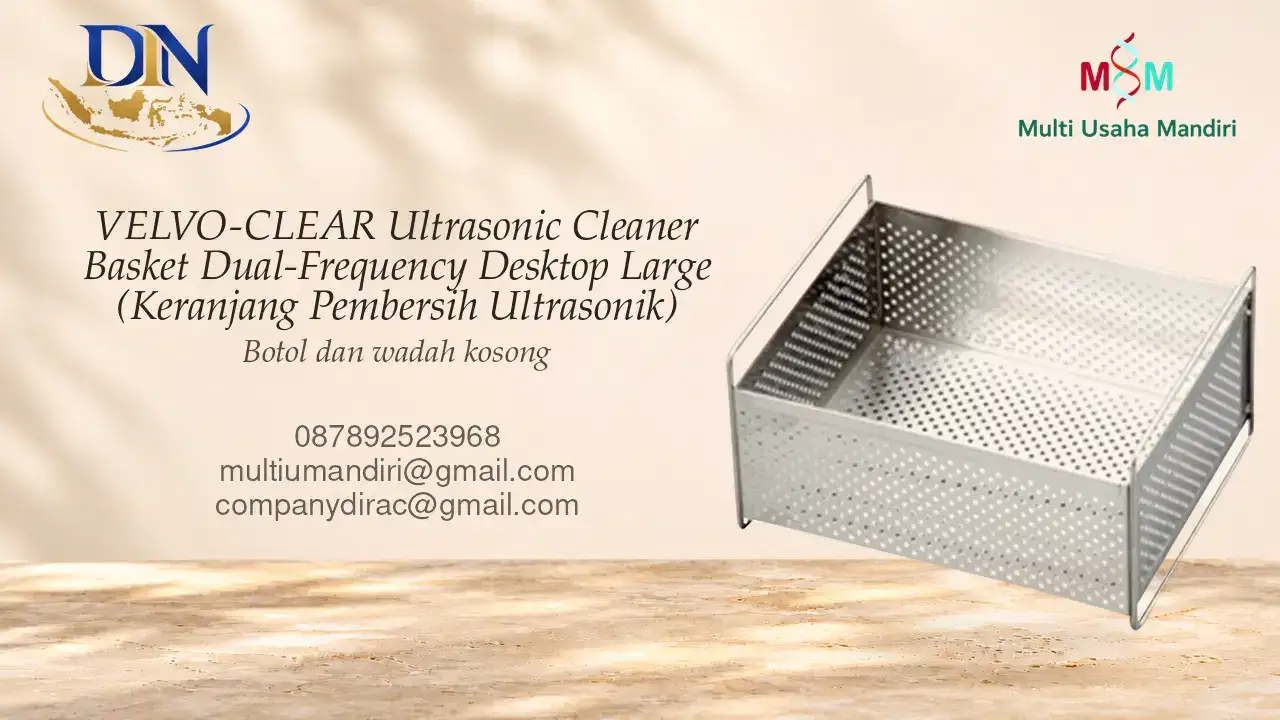 DN
M M
Multi Usaha Mandiri
VELVO-CLEAR Ultrasonic Cleaner
Basket Dual-Frequency Desktop Large
(Keranjang Pembersih Ultrasonik)
Botol dan wadah kosong
087892523968
multiumandiri@gmail.com
companydirac@gmail.com